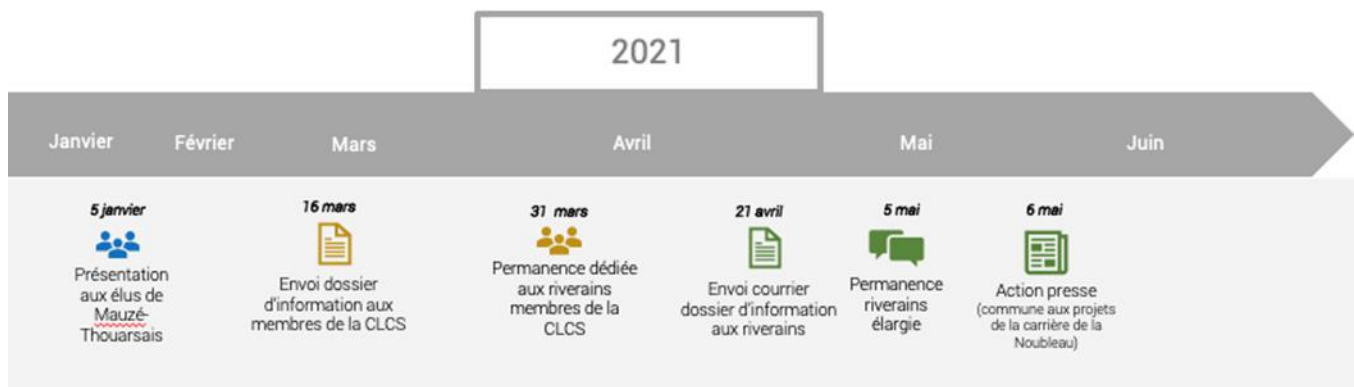 2021
Janvier
Février
Mars
Avril
Mai
Juin
5 janvier
Présentation
aux élus de
Mauzé-
Thouarsais
16 mars
Envoi dossier
d'information aux
membres de la CLCS
31 mars
Permanence dédiée
aux riverains
membres de la
CLCS
21 avril
Envoi courrier
dossier d'information
aux riverains
5 mai
Permanence
riverains
élargie
6 mai
Action presse
(commune aux projets
de la carrière de la
Noubleau)